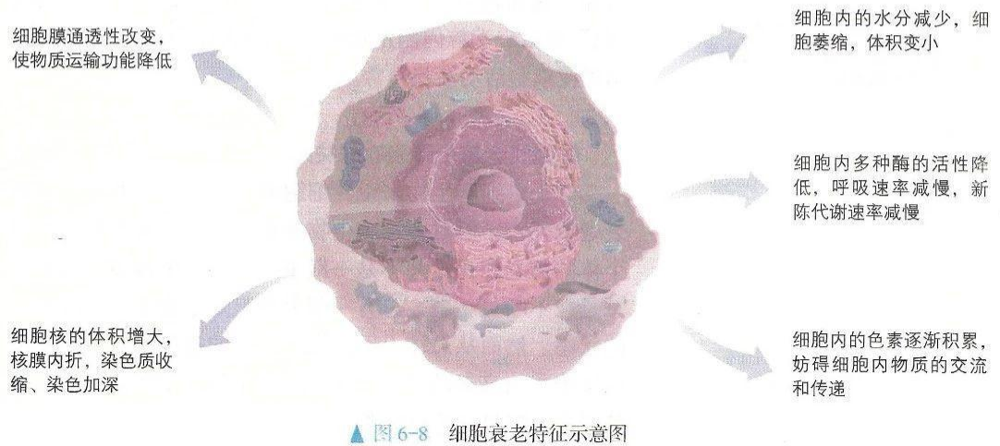 细胞膜通透性改变，
使物质运输功能降低
细胞内的水分减少，细
胞萎缩，体积变小
细胞内多种酶的活性降
低，呼吸速率减慢，新
陈代谢速率减慢
细胞核的体积增大，
核膜内折，染色质收
缩、染色加深
细胞内的色素逐渐积累，
妨碍细胞内物质的交流
和传递
▲ 图 6-8 细胞衰老特征示意图